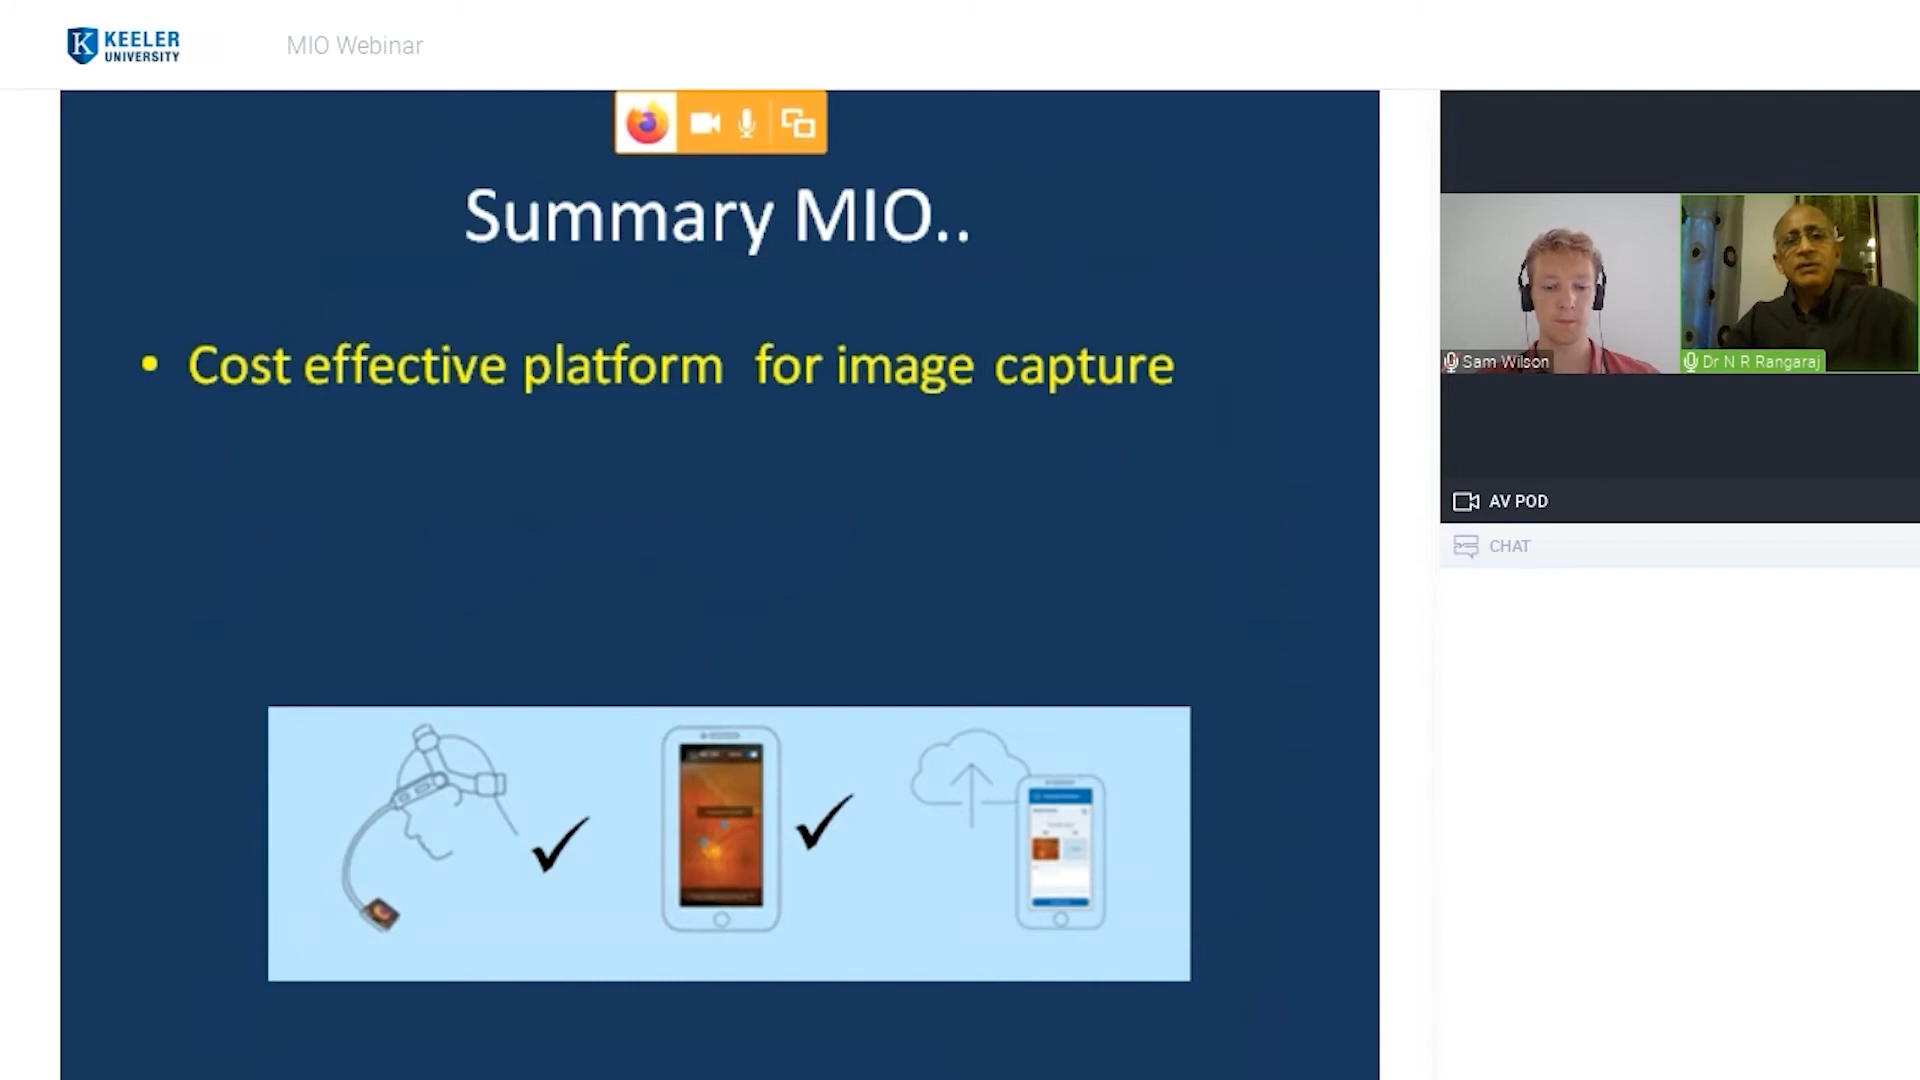 KEELER
UNIVERSITY
MIO Webinar
Summary MIO..
• Cost effective platform for image capture
Sam Wilson
Dr N R Rangaraj
AV POD
CHAT